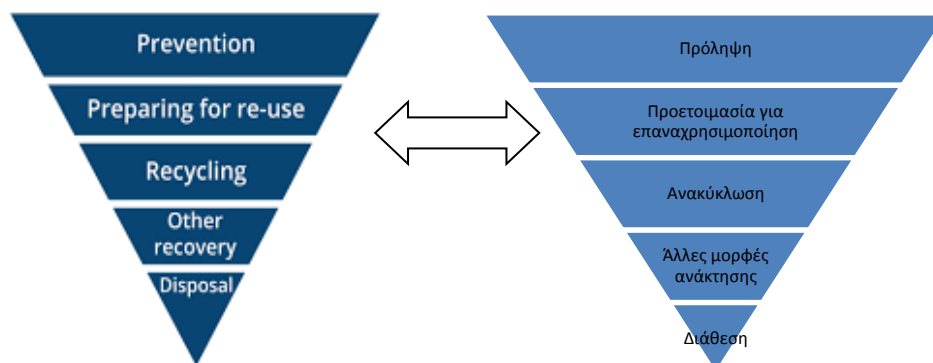 Prevention
Preparing for re-use
Recycling
Other
recovery
Disposal
Πρόληψη
Προετοιμασία για
επαναχρησιμοποίηση
Ανακύκλωση
Άλλες μορφές
ανάκτησης
Διάθεση